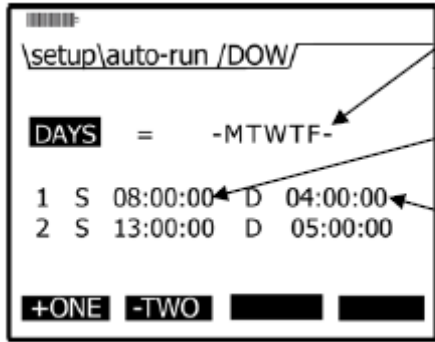 \setup\auto-run /DOW/
DAYS = -MTWTF-
1 S 08:00:00 D 04:00:00
2 S 13:00:00 D 05:00:00
+ONE -TWO